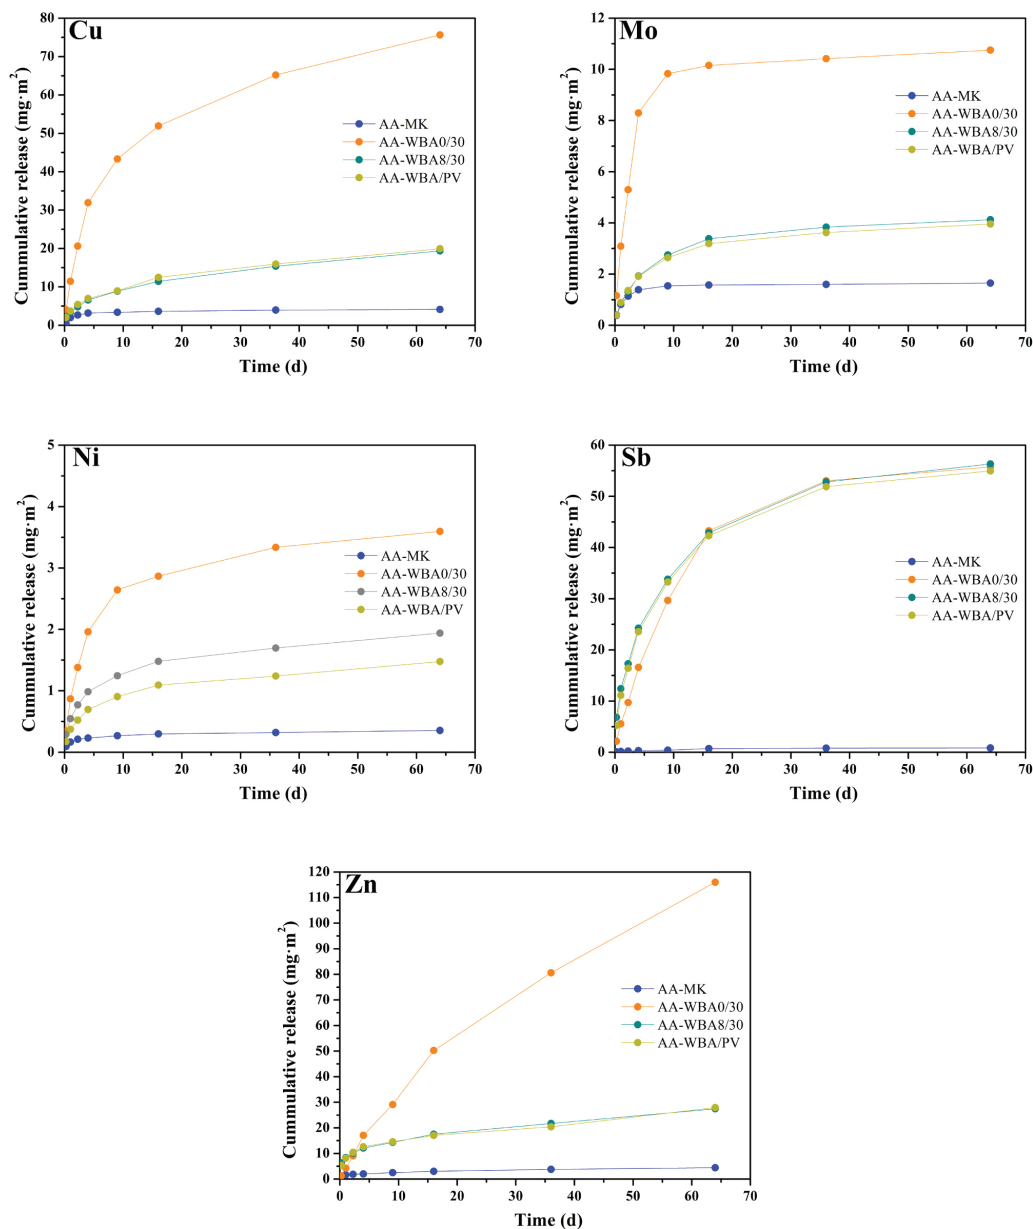 Cu
Cummulative release (mg·m²)
80
70
60
50
40
30
20
10
0
AA-MK
AA-WBA0/30
AA-WBA8/30
AA-WBA/PV
0 10 20 30 40 50 60 70
Time (d)
Mo
Cummulative release (mg·m²)
12
10
8
6
4
2
0
AA-MK
AA-WBA0/30
AA-WBA8/30
AA-WBA/PV
0 10 20 30 40 50 60 70
Time (d)
Ni
Cummulative release (mg·m²)
5
4
3
2
1
0
AA-MK
AA-WBA0/30
AA-WBA8/30
AA-WBA/PV
0 10 20 30 40 50 60 70
Time (d)
Sb
Cummulative release (mg·m²)
60
50
40
30
20
10
0
AA-MK
AA-WBA0/30
AA-WBA8/30
AA-WBA/PV
0 10 20 30 40 50 60 70
Time (d)
Zn
Cummulative release (mg·m²)
120
110
100
90
80
70
60
50
40
30
20
10
0
AA-MK
AA-WBA0/30
AA-WBA8/30
AA-WBA/PV
0 10 20 30 40 50 60 70
Time (d)